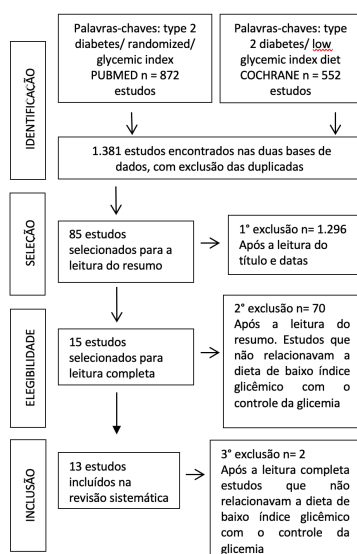 Palavras-chaves: type 2
diabetes/ randomized/
glycemic index
PUBMED n = 872
estudos
Palavras-chaves: type
2 diabetes/ low
glycemic index diet
COCHRANE n = 552
estudos
IDENTIFICAÇÃO
1.381 estudos encontrados nas duas bases de
dados, com exclusão das duplicadas
SELEÇÃO
85 estudos
selecionados para a
leitura do resumo
1° exclusão n= 1.296
Após a leitura do
título e datas
ELEGIBILIDADE
15 estudos
selecionados para
leitura completa
2° exclusão n= 70
Após a leitura do
resumo. Estudos que
não relacionavam a
dieta de baixo índice
glicêmico com o
controle da glicemia
INCLUSÃO
13 estudos
incluídos na
revisão sistemática
3° exclusão n= 2
Após a leitura completa
estudos que não
relacionavam a dieta de
baixo índice glicêmico
com o controle da
glicemia